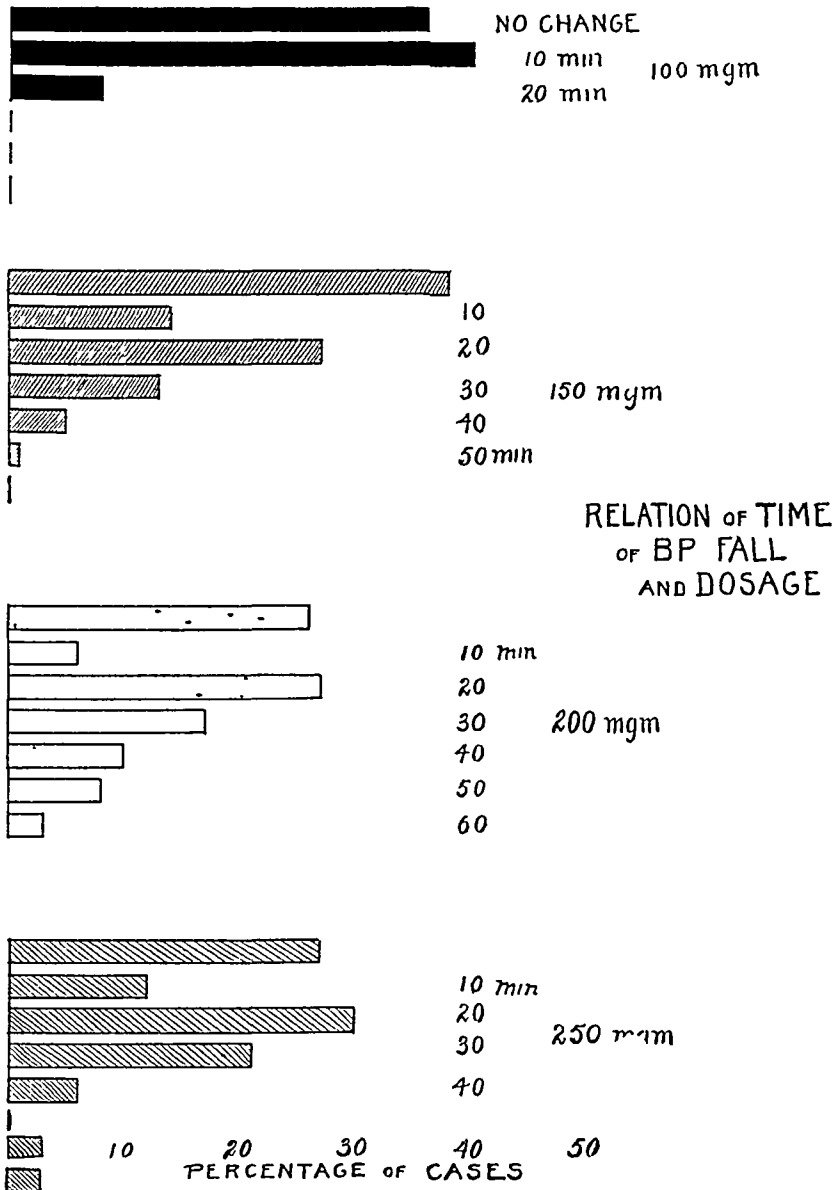 NO CHANGE
10 min
100 mgm
20 min
10
20
30 150 mgm
40
50 min
RELATION OF TIME
OF BP FALL
AND DOSAGE
10 min
20
30 200 mgm
40
50
60
10 min
20
250
30
40
10 20 30 40 50
PERCENTAGE OF CASES